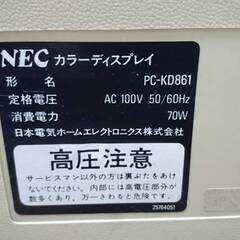 NEC カラーディスプレイ
形 名 PC-KD861
定格電圧 AC 100V 50/60Hz
消費電力 70W
日本電気ホームエレクトロニクス株式会社
高圧注意
サービスマン以外の方は裏ぶたをあけな
いでください。内部には高電圧部分が
数多くあり、万一さわると危険です。
25764051